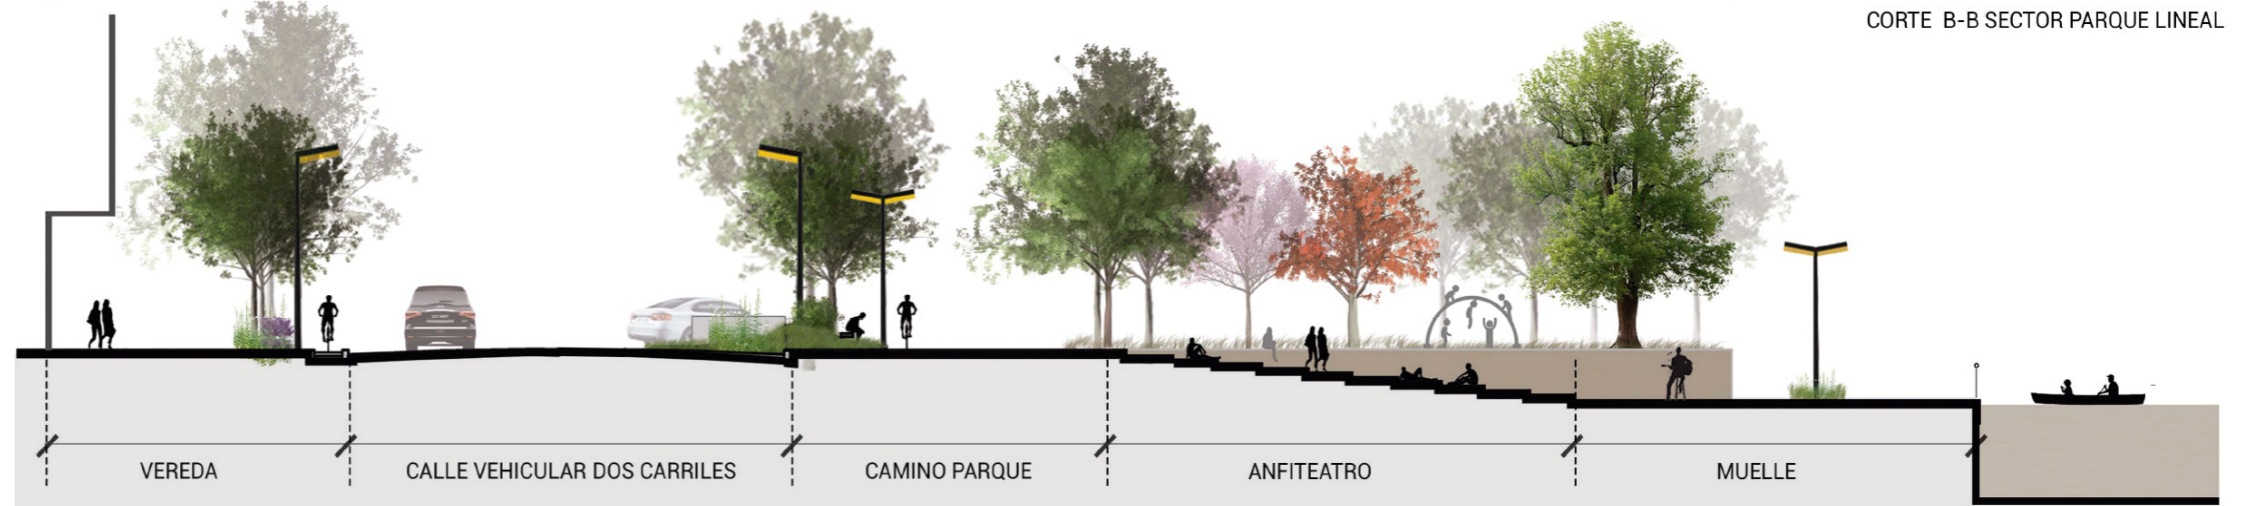 CORTE B-B SECTOR PARQUE LINEAL
VEREDA
CALLE VEHICULAR DOS CARRILES
CAMINO PARQUE
ANFITEATRO
MUELLE